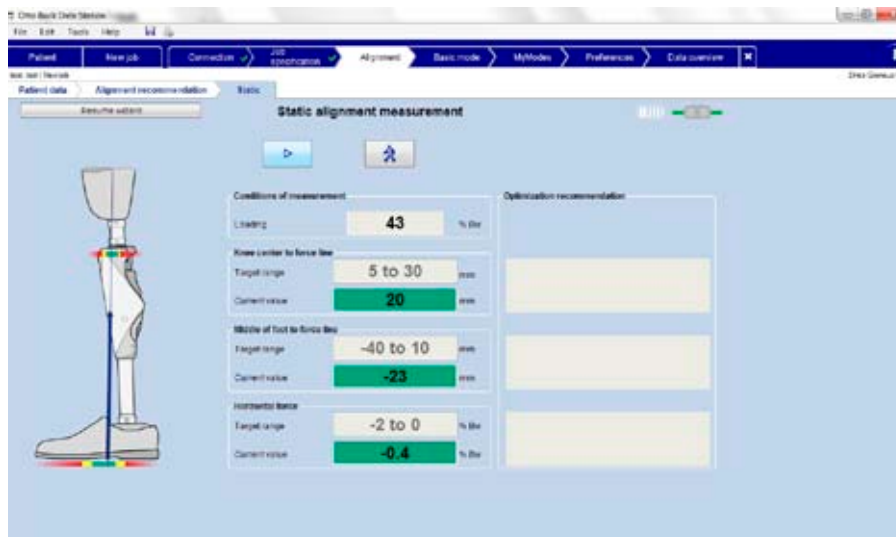 Otto Bock Data Station
File Edit Tools Help
Patient New job Connection Job specification Alignment Basic mode MyModes Preferences Data overview
Patient data Alignment recommendation Static
Static alignment measurement
Conditions of measurement Optimization recommendation
Loading 43 % BW
Knee center to force line
Target range 5 to 30 mm
Current value 20 mm
Middle of foot to force line
Target range -40 to 10 mm
Current value -23 mm
Horizontal force
Target range -2 to 0 % BW
Current value -0.4 % BW